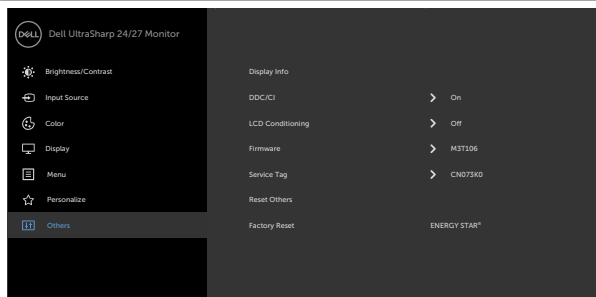 DELL Dell UltraSharp 24/27 Monitor
Brightness/Contrast Display Info
Input Source DDC/CI On
Color LCD Conditioning Off
Display Firmware M3T106
Menu Service Tag CN073K0
Personalize Reset Others
Others Factory Reset ENERGY STAR®